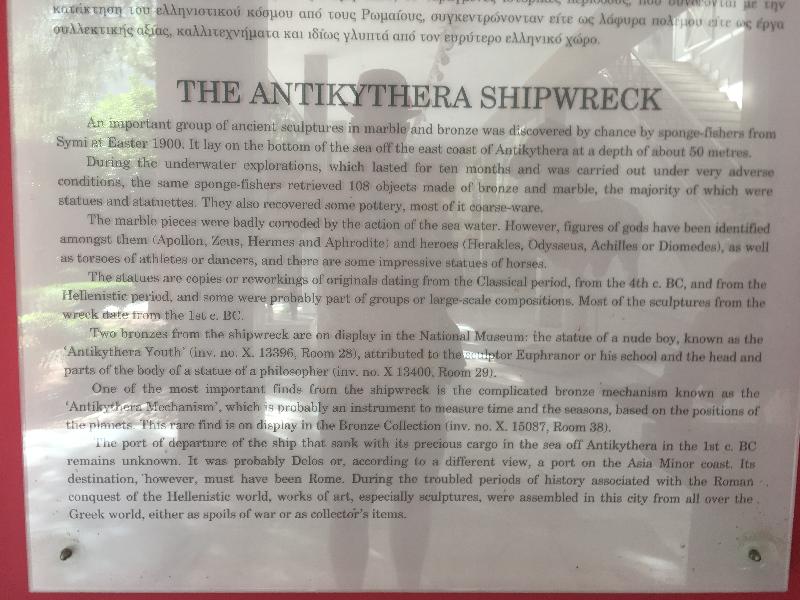 κατάκτηση του ελληνιστικού κόσμου από τους Ρωμαίους, συγκεντρώνονταν είτε ως λάφυρα πολέμου είτε ως έργα
συλλεκτικής αξίας, καλλιτεχνήματα και ιδίως γλυπτά από τον ευρύτερο ελληνικό χώρο.
THE ANTIKYTHERA SHIPWRECK
An important group of ancient sculptures in marble and bronze was discovered by chance by sponge-fishers from
Symi at Easter 1900. It lay on the bottom of the sea off the east coast of Antikythera at a depth of about 50 metres.
During the underwater explorations, which lasted for ten months and was carried out under very adverse
conditions, the same sponge-fishers retrieved 108 objects made of bronze and marble, the majority of which were
statues and statuettes. They also recovered some pottery, most of it coarse-ware.
The marble pieces were badly corroded by the action of the sea water. However, figures of gods have been identified
amongst them (Apollon, Zeus, Hermes and Aphrodite) and heroes (Herakles, Odysseus, Achilles or Diomedes), as well
as torsoes of athletes or dancers, and there are some impressive statues of horses.
The statues are copies or reworkings of originals dating from the Classical period, from the 4th c. BC, and from the
Hellenistic period, and some were probably part of groups or large-scale compositions. Most of the sculptures from the
wreck date from the 1st c. BC.
Two bronzes from the shipwreck are on display in the National Museum: the statue of a nude boy, known as the
'Antikythera Youth' (inv. no. X. 13396, Room 28), attributed to the sculptor Euphranor or his school and the head and
parts of the body of a statue of a philosopher (inv. no. X 13400, Room 29).
One of the most important finds from the shipwreck is the complicated bronze mechanism known as the
'Antikythera Mechanism', which is probably an instrument to measure time and the seasons, based on the positions of
the planets. This rare find is on display in the Bronze Collection (inv. no. X. 15087, Room 38).
The port of departure of the ship that sank with its precious cargo in the sea off Antikythera in the 1st c. BC
remains unknown. It was probably Delos or, according to a different view, a port on the Asia Minor coast. Its
destination, however, must have been Rome. During the troubled periods of history associated with the Roman
conquest of the Hellenistic world, works of art, especially sculptures, were assembled in this city from all over the
Greek world, either as spoils of war or as collector's items.